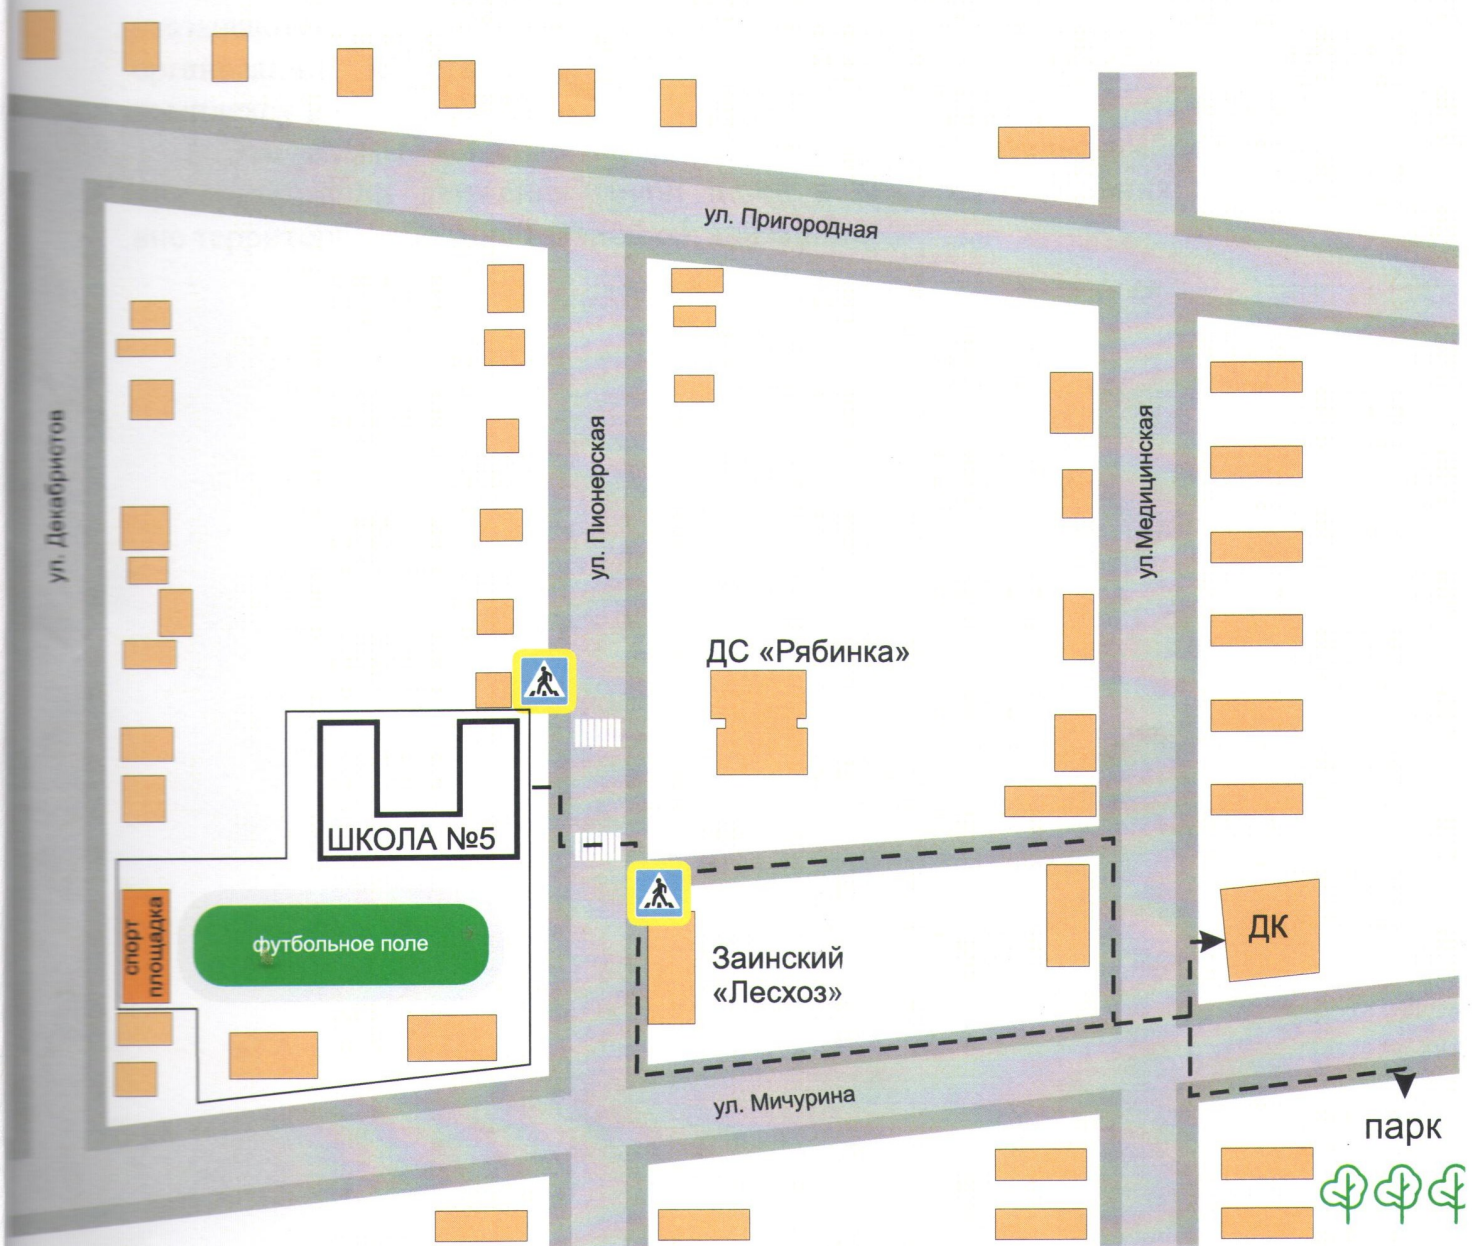 ул. Пригородная
ул. Декабристов
ул. Пионерская
ул.Медицинская
ДС «Рябинка»
ШКОЛА №5
спорт
площадка
футбольное поле
Заинский
«Лесхоз»
ДК
ул. Мичурина
парк